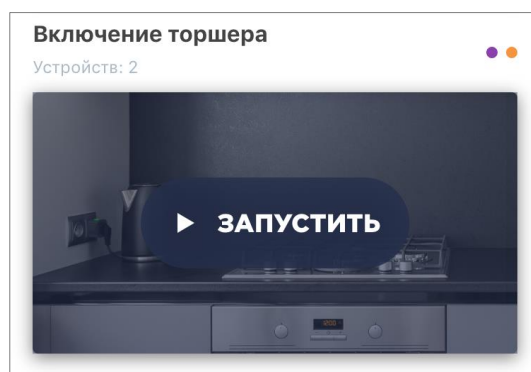 Включение торшера
Устройств: 2
ЗАПУСТИТЬ